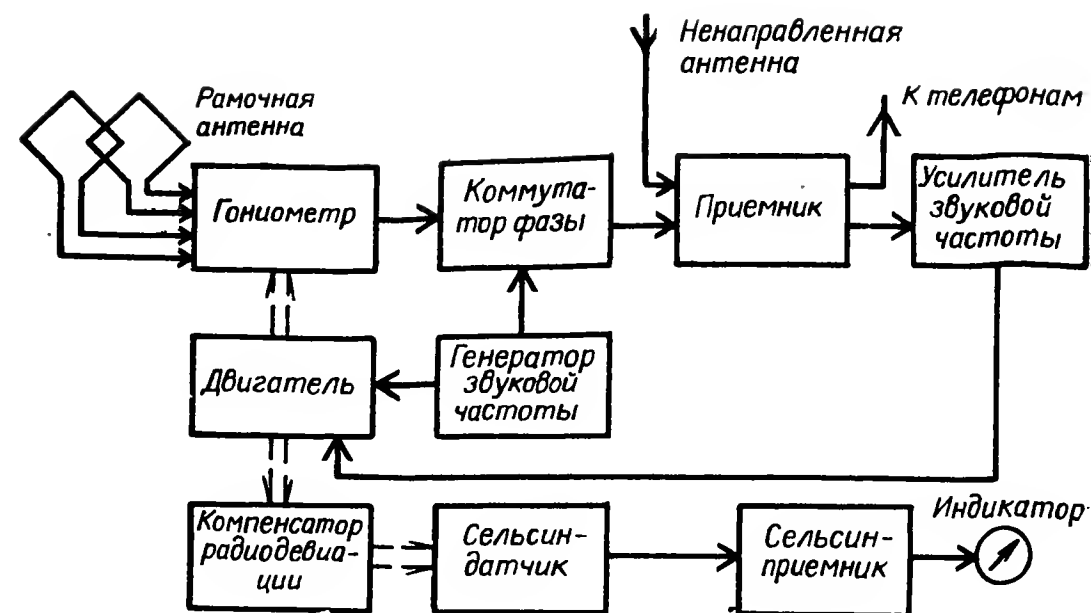 Ненаправленная
антенна
Рамочная
антенна
К телефонам
Гониометр
Коммута-
тор фазы
Приемник
Усилитель
звуковой
частоты
Двигатель
Генератор
звуковой
частоты
Компенсатор
радиодевиа-
ции
Сельсин-
датчик
Сельсин-
приемник
Индикатор